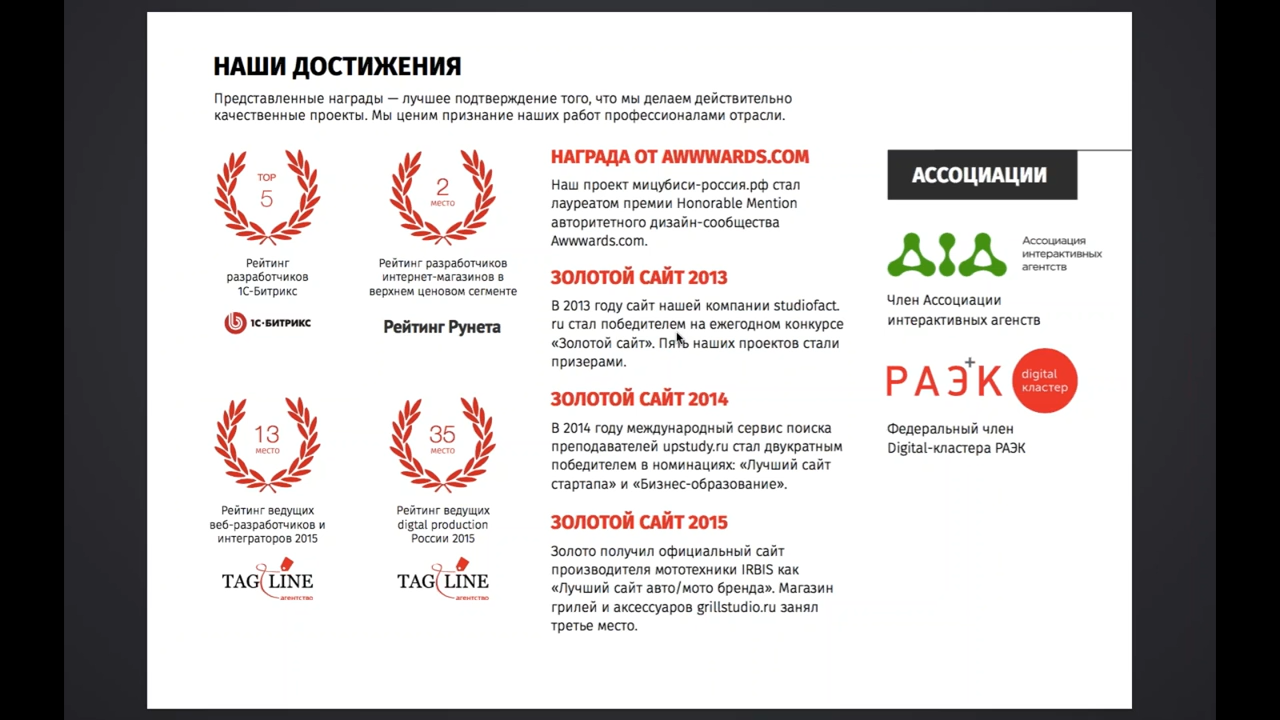 НАШИ ДОСТИЖЕНИЯ
Представленные награды — лучшее подтверждение того, что мы делаем действительно
качественные проекты. Мы ценим признание наших работ профессионалами отрасли.
TOP
5
Рейтинг
разработчиков
1С-Битрикс
1С·БИТРИКС
2
место
Рейтинг разработчиков
интернет-магазинов в
верхнем ценовом сегменте
Рейтинг Рунета
13
место
Рейтинг ведущих
веб-разработчиков и
интеграторов 2015
TAGLINE
агентство
35
место
Рейтинг ведущих
digtal production
России 2015
TAGLINE
агентство
НАГРАДА ОТ AWWWARDS.COM
Наш проект мицубиси-россия.рф стал
лауреатом премии Honorable Mention
авторитетного дизайн-сообщества
Awwwards.com.
ЗОЛОТОЙ САЙТ 2013
В 2013 году сайт нашей компании studiofact.
ru стал победителем на ежегодном конкурсе
«Золотой сайт». Пять наших проектов стали
призерами.
ЗОЛОТОЙ САЙТ 2014
В 2014 году международный сервис поиска
преподавателей upstudy.ru стал двукратным
победителем в номинациях: «Лучший сайт
стартапа» и «Бизнес-образование».
ЗОЛОТОЙ САЙТ 2015
Золото получил официальный сайт
производителя мототехники IRBIS как
«Лучший сайт авто/мото бренда». Магазин
грилей и аксессуаров grillstudio.ru занял
третье место.
АССОЦИАЦИИ
АІА
Ассоциация
интерактивных
агентств
Член Ассоциации
интерактивных агенств
РАЭК+
digital
кластер
Федеральный член
Digital-кластера РАЭК